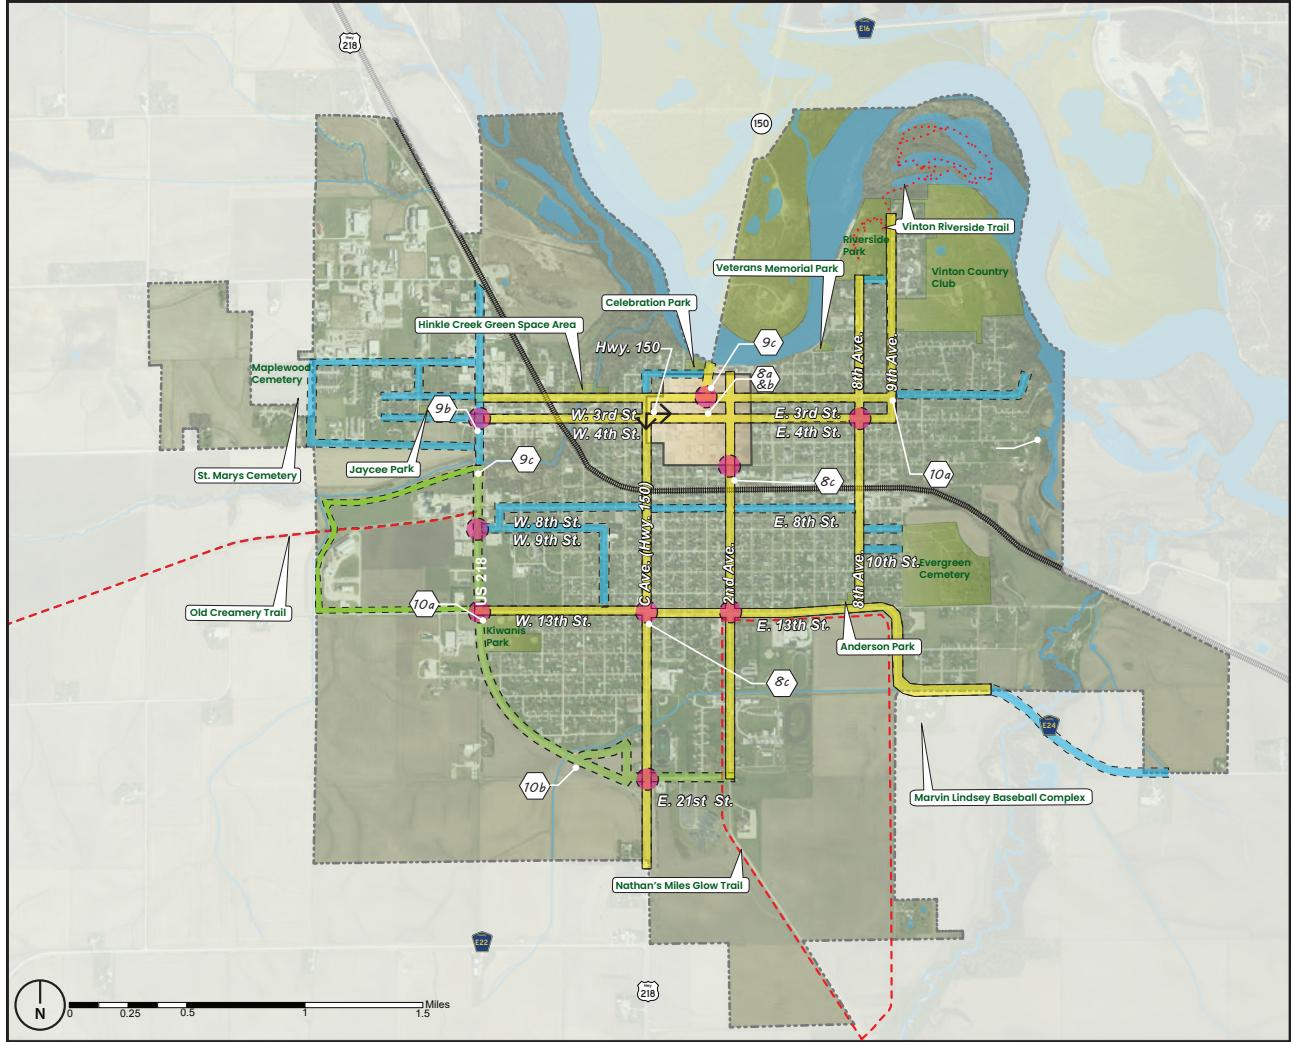 Hwy
218
E16
150
Vinton Riverside Trail
Riverside
Park
Vinton Country
Club
Veterans Memorial Park
Celebration Park
Hinkle Creek Green Space Area
Hwy. 150
9c
8a
&b
8th Ave.
9th Ave.
Maplewood
Cemetery
9b
W. 3rd St.
E. 3rd St.
W. 4th St.
E. 4th St.
St. Marys Cemetery
Jaycee Park
9c
8c
10a
C Ave. (Hwy. 150)
W. 8th St.
E. 8th St.
W. 9th St.
US 218
2nd Ave.
8th Ave.
10th St.
Evergreen
Cemetery
Old Creamery Trail
10a
W. 13th St.
E. 13th St.
Kiwanis
Park
Anderson Park
8c
E24
10b
E. 21st St.
Marvin Lindsey Baseball Complex
Nathan's Miles Glow Trail
E22
Hwy
218
N
0
0.25
0.5
1
1.5
Miles